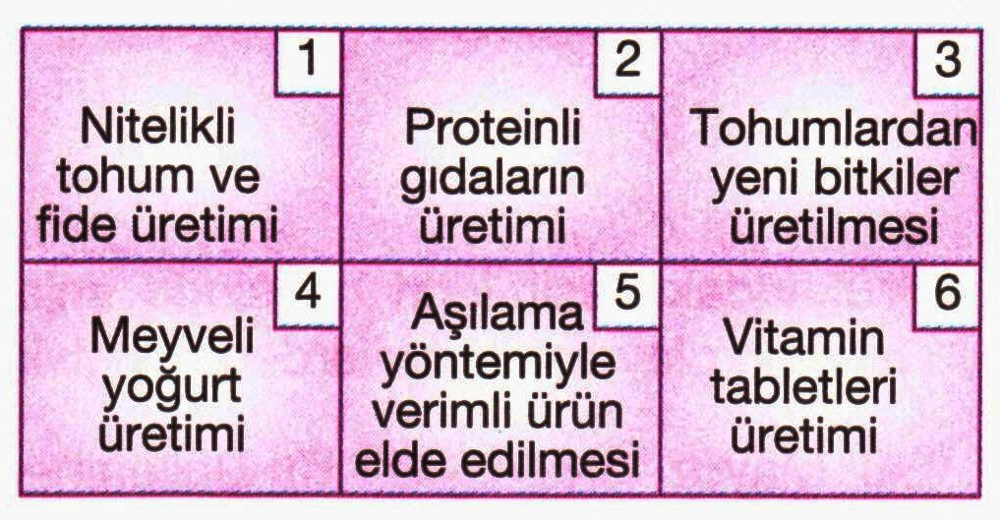 1
Nitelikli
tohum ve
fide üretimi
2
Proteinli
gıdaların
üretimi
3
Tohumlardan
yeni bitkiler
üretilmesi
4
Meyveli
yoğurt
üretimi
5
Aşılama
yöntemiyle
verimli ürün
elde edilmesi
6
Vitamin
tabletleri
üretimi